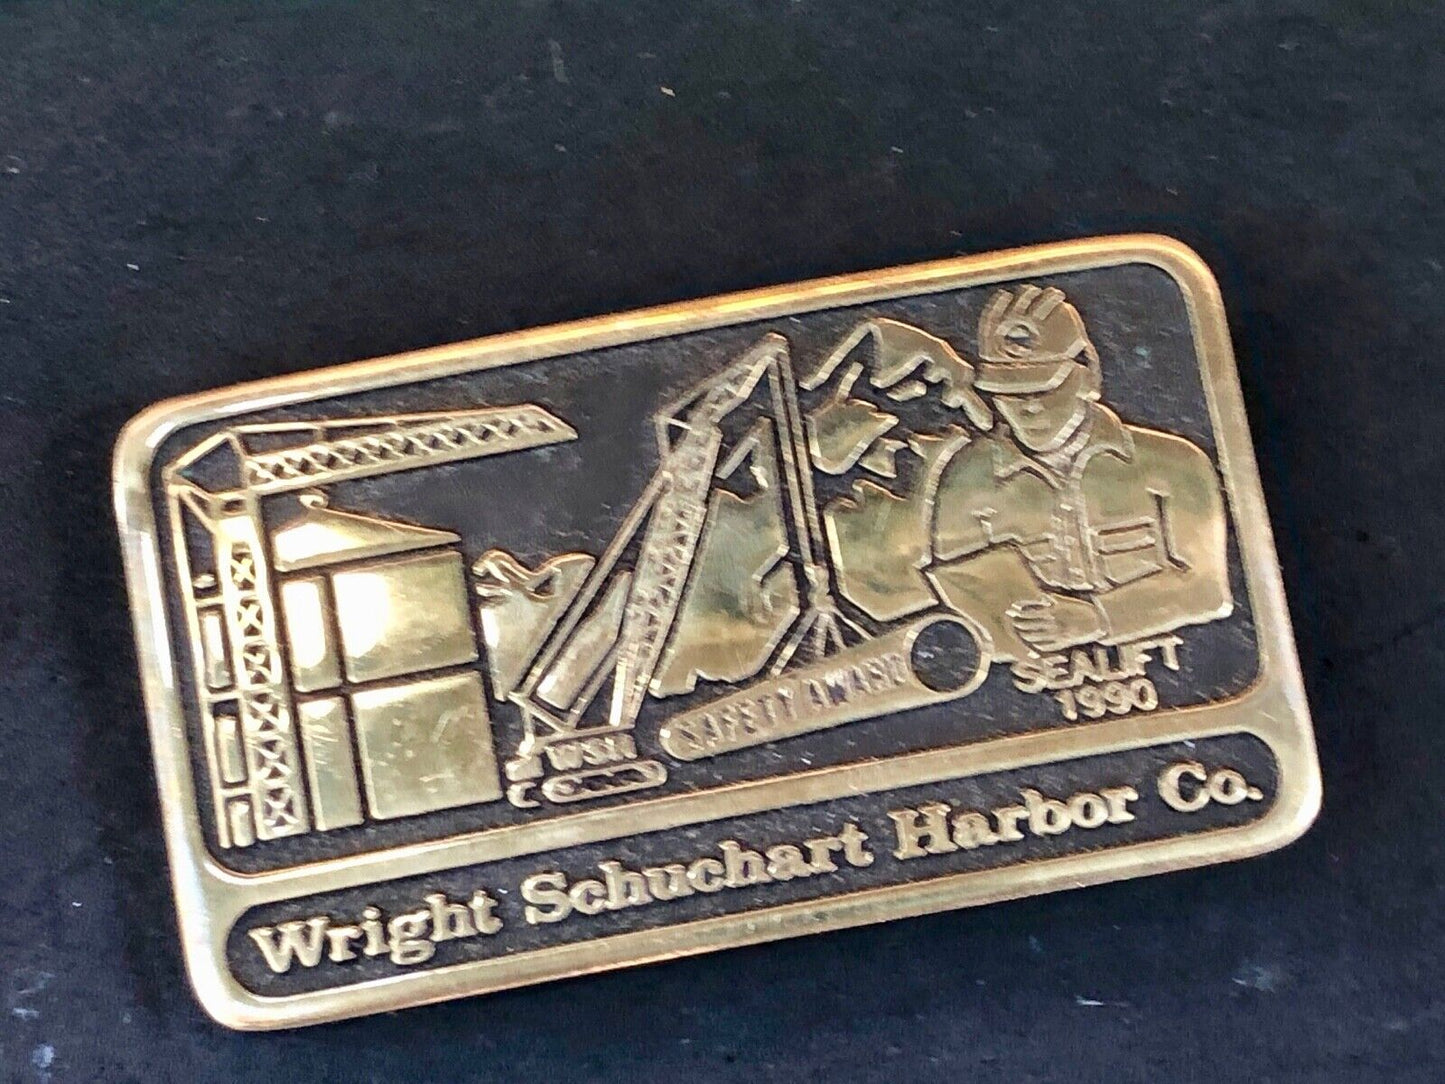 WSH
SAFETY AWARD
SEALIFT
1990
Wright Schuchart Harbor Co.